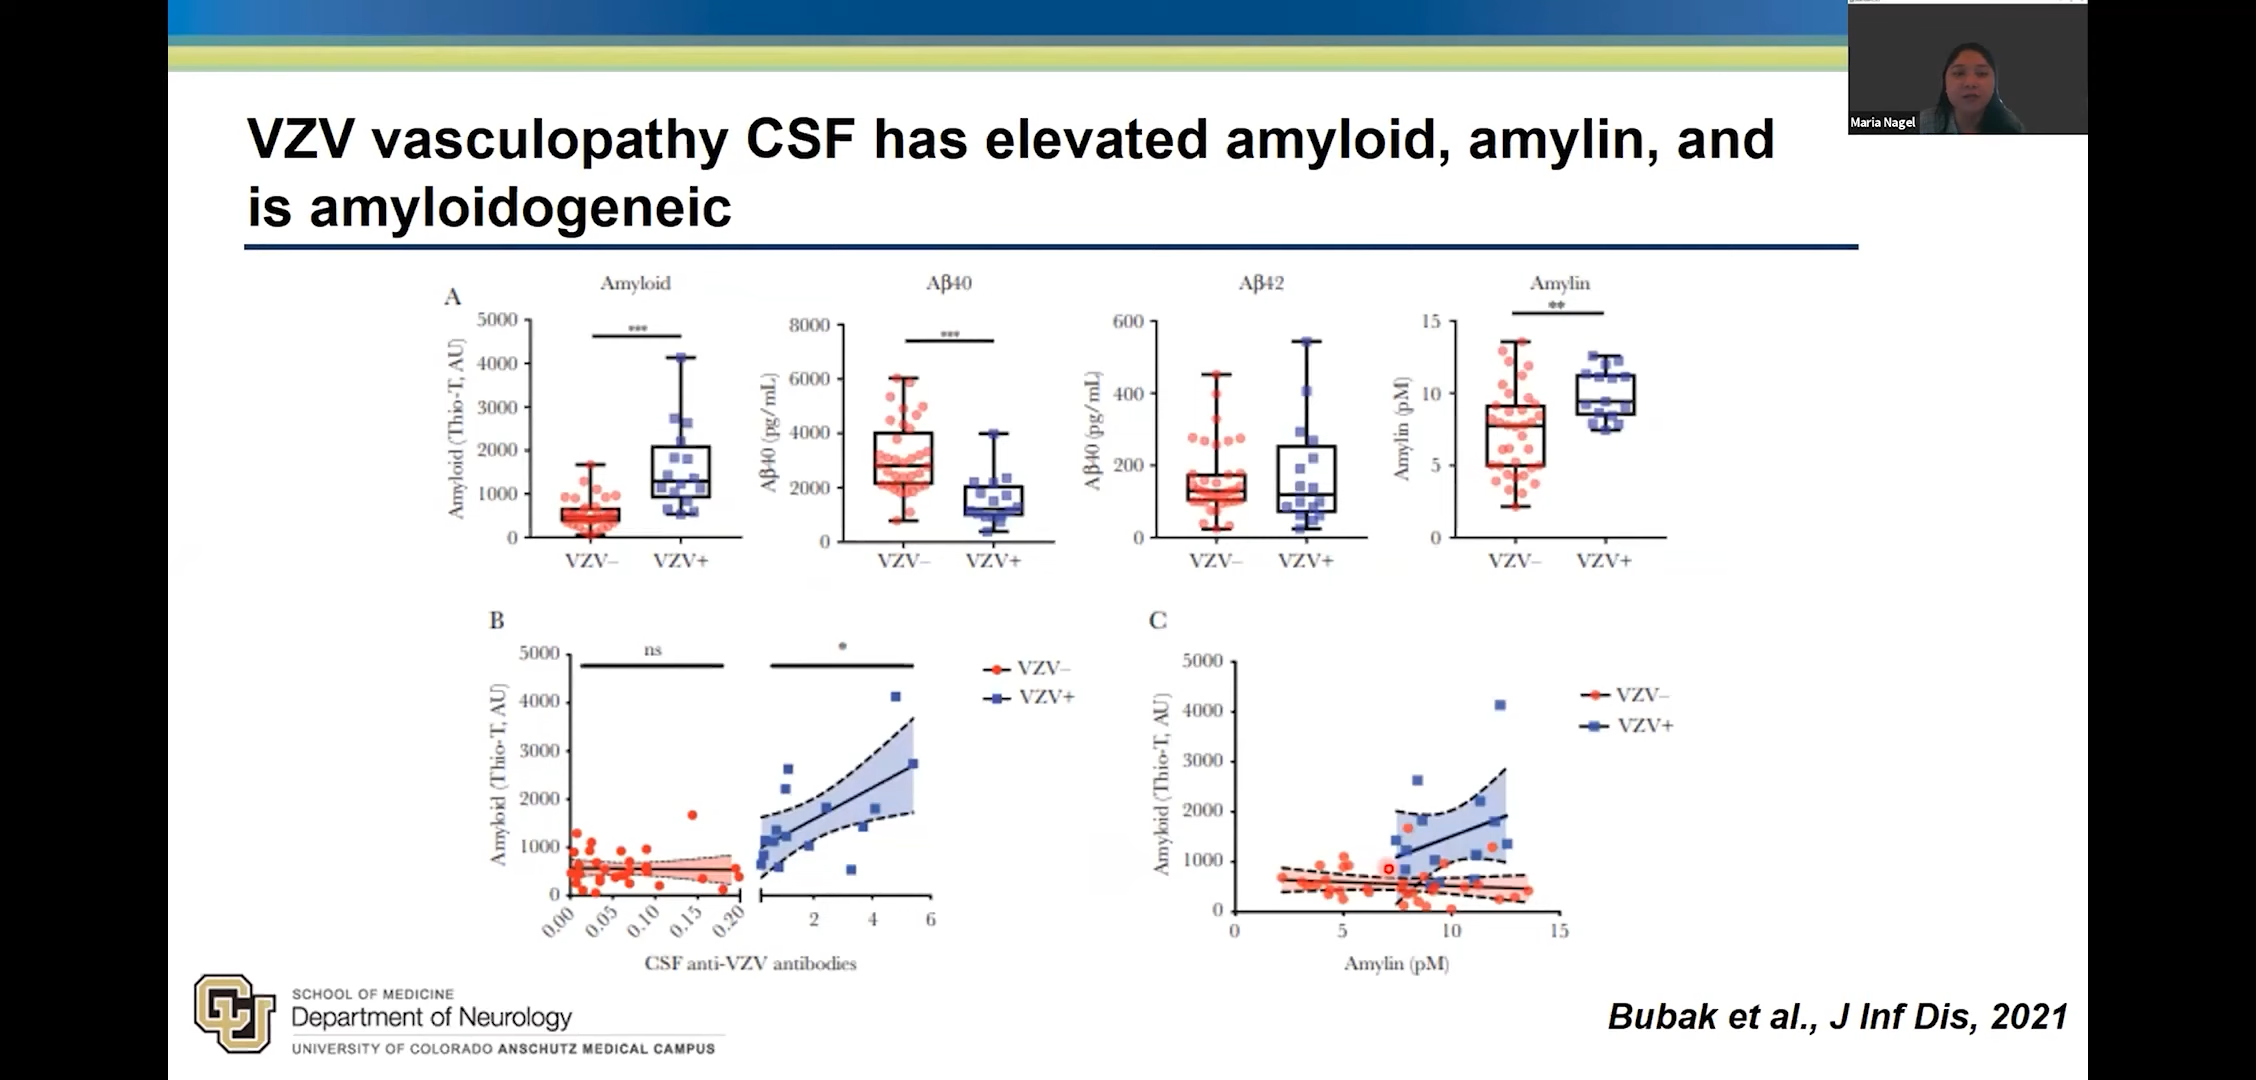 Maria Nagel
VZV vasculopathy CSF has elevated amyloid, amylin, and
is amyloidogeneic
A
Amyloid
Amyloid (Thio-T, AU)
5000
4000
3000
2000
1000
0
***
VZV–
VZV+
Aβ40
Aβ40 (pg/mL)
8000
6000
4000
2000
0
***
VZV–
VZV+
Aβ42
Aβ40 (pg/mL)
600
400
200
0
VZV–
VZV+
Amylin
Amylin (pM)
15
10
5
0
**
VZV–
VZV+
B
Amyloid (Thio-T, AU)
5000
4000
3000
2000
1000
0
ns
*
0.00 0.05 0.10 0.15 0.20
2 4 6
CSF anti-VZV antibodies
VZV–
VZV+
C
Amyloid (Thio-T, AU)
5000
4000
3000
2000
1000
0
0 5 10 15
Amylin (pM)
VZV–
VZV+
CU
SCHOOL OF MEDICINE
Department of Neurology
UNIVERSITY OF COLORADO ANSCHUTZ MEDICAL CAMPUS
Bubak et al., J Inf Dis, 2021